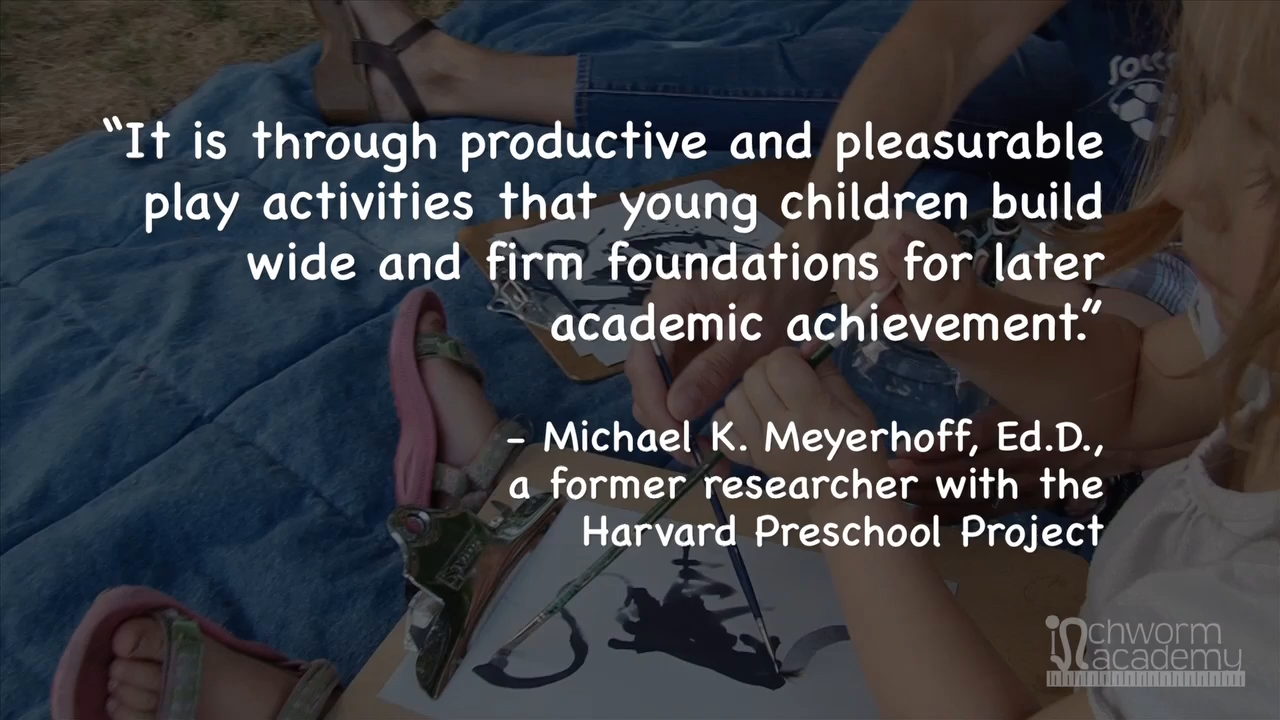 SOCCE
“It is through productive and pleasurable
play activities that young children build
wide and firm foundations for later
academic achievement.”
– Michael K. Meyerhoff, Ed.D.,
a former researcher with the
Harvard Preschool Project
inchworm
academy